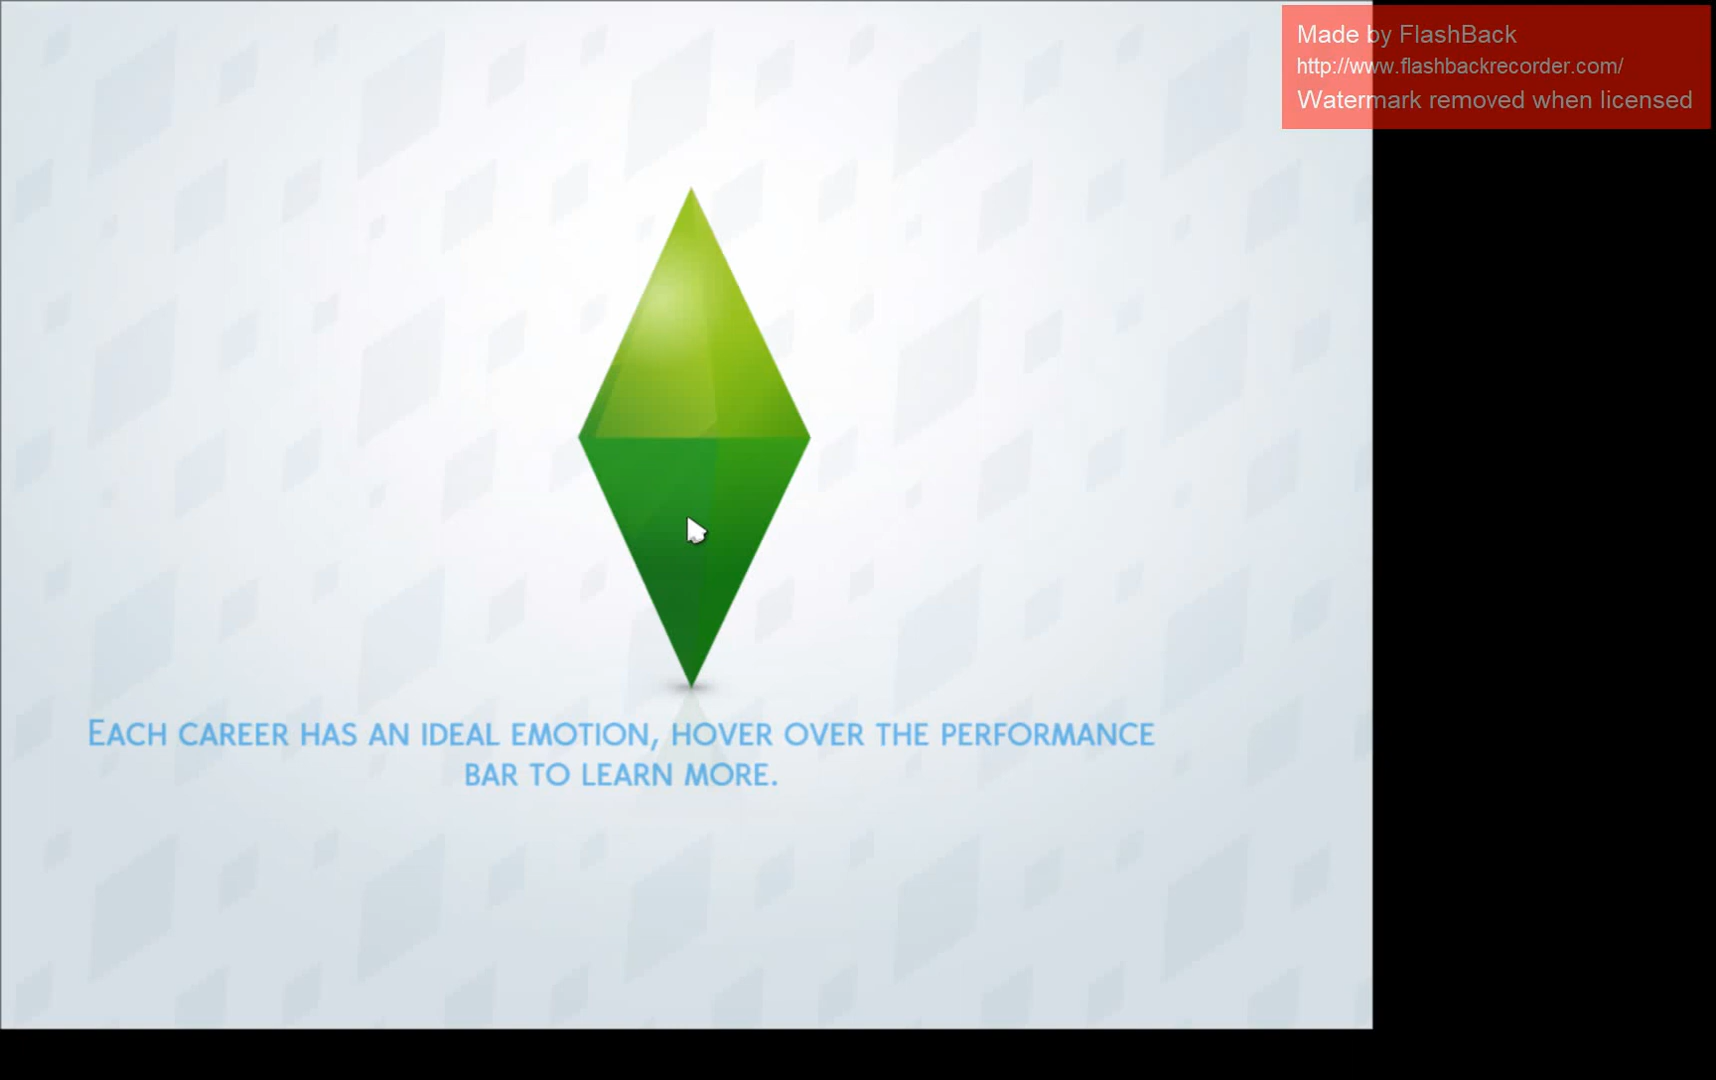 Made by FlashBack
http://www.flashbackrecorder.com/
Watermark removed when licensed
EACH CAREER HAS AN IDEAL EMOTION, HOVER OVER THE PERFORMANCE
BAR TO LEARN MORE.